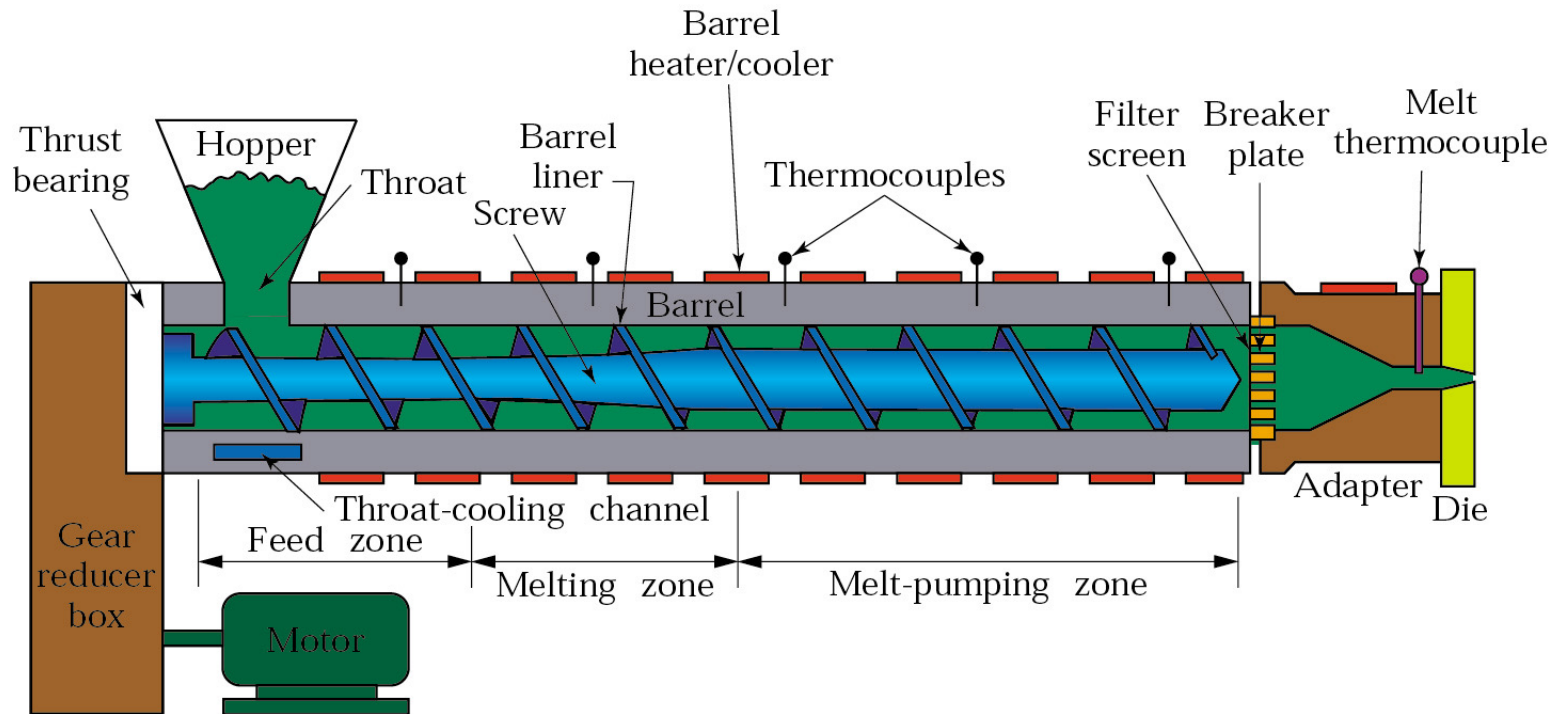 Barrel
heater/cooler
Thrust
bearing
Hopper
Throat
Barrel
liner
Screw
Thermocouples
Filter
screen
Breaker
plate
Melt
thermocouple
Barrel
Throat-cooling channel
Feed zone
Melting zone
Melt-pumping zone
Adapter
Die
Gear
reducer
box
Motor